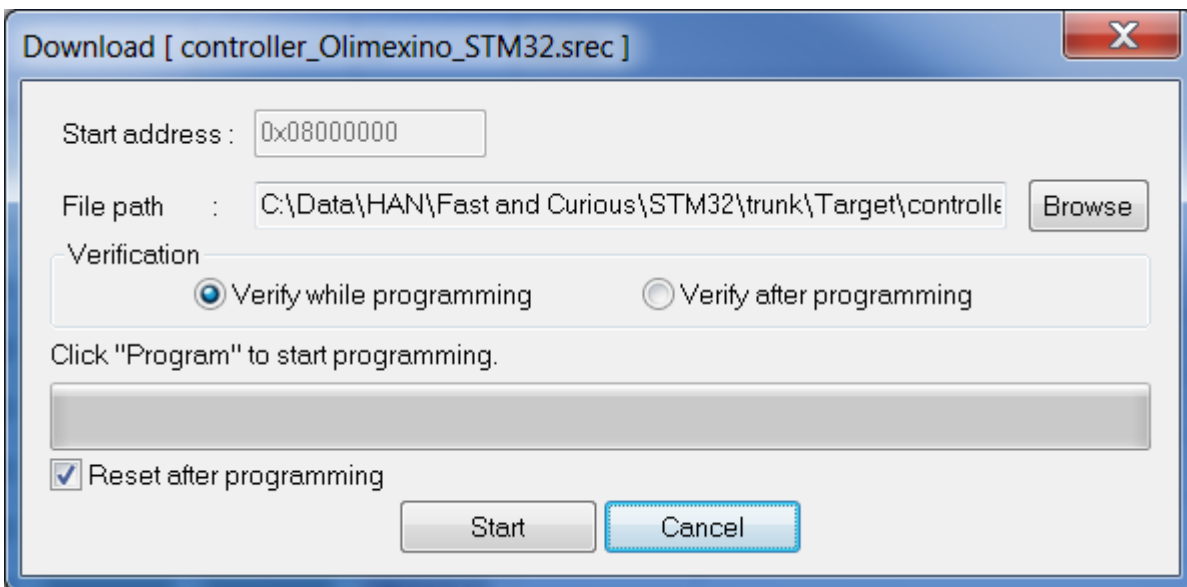 Download [ controller_Olimexino_STM32.srec ]
Start address : 0x08000000
File path : C:\Data\HAN\Fast and Curious\STM32\trunk\Target\controlle Browse
Verification
Verify while programming Verify after programming
Click "Program" to start programming.
Reset after programming
Start Cancel